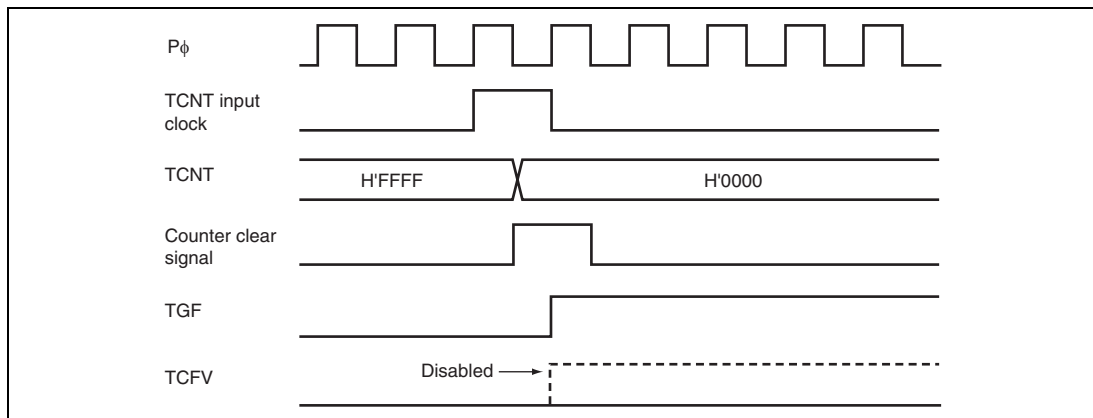 Pϕ
TCNT input
clock
TCNT
H'FFFF
H'0000
Counter clear
signal
TGF
TCFV
Disabled